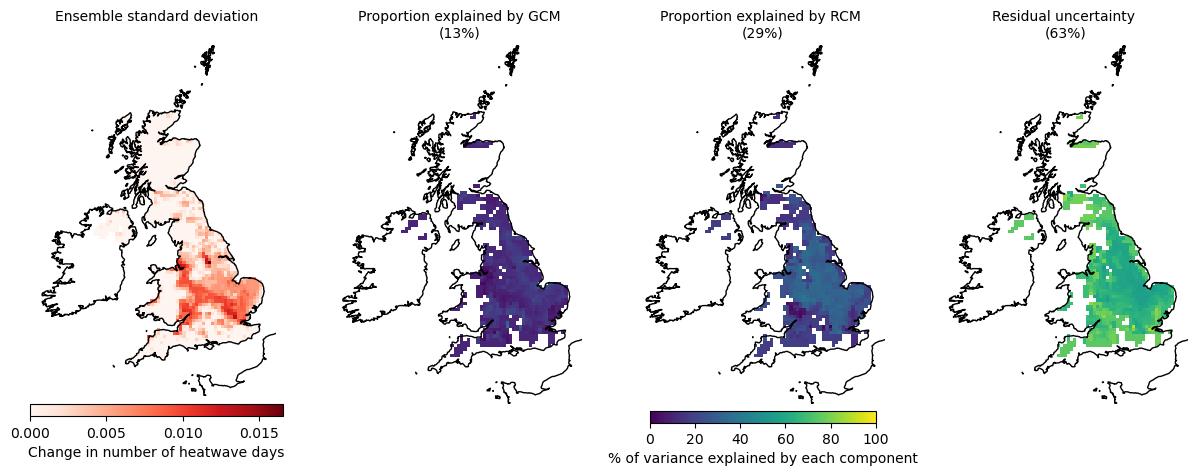 Ensemble standard deviation
Proportion explained by GCM
(13%)
Proportion explained by RCM
(29%)
Residual uncertainty
(63%)
0.000 0.005 0.010 0.015
Change in number of heatwave days
0 20 40 60 80 100
% of variance explained by each component